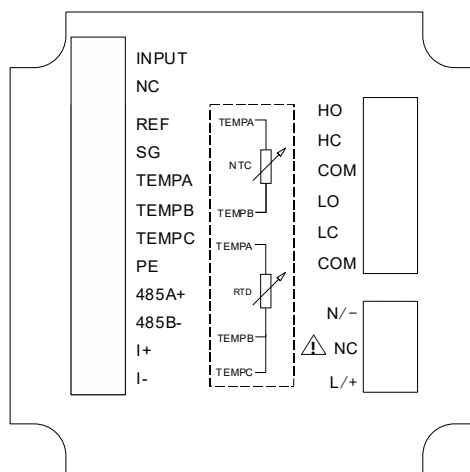 INPUT
NC
REF
SG
TEMPA
TEMPB
TEMPC
PE
485A+
485B-
I+
I-
TEMPA
NTC
TEMPB
TEMPA
RTD
TEMPB
TEMPC
HO
HC
COM
LO
LC
COM
N/-
! NC
L/+